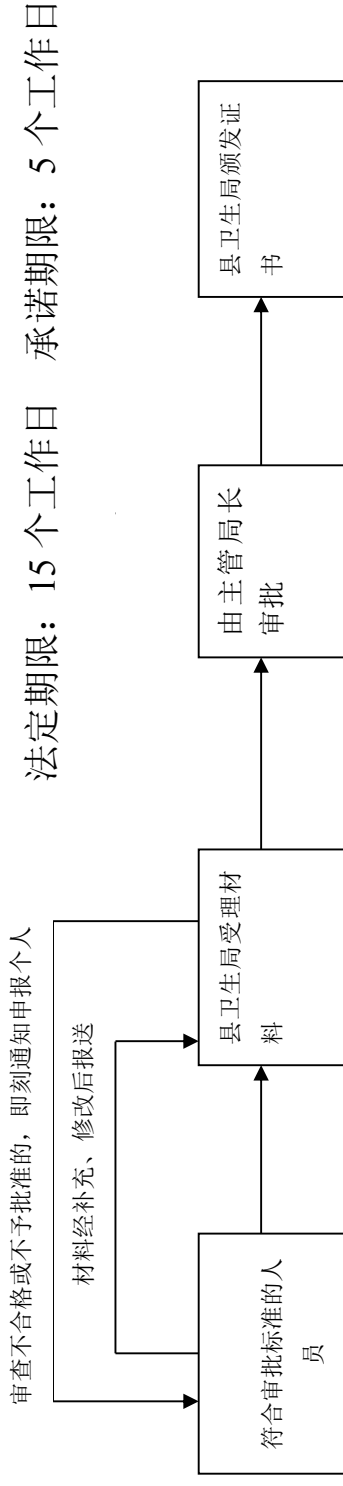 法定期限：15 个工作日 承诺期限：5 个工作日
审查不合格或不予批准的，即刻通知申报个人
材料经补充、修改后报送
符合审批标准的人
员
县卫生局受理材
料
由主管局长
审批
县卫生局颁发证
书